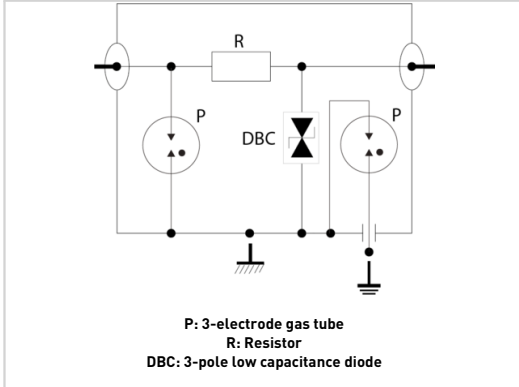 R
P
DBC
P
P: 3-electrode gas tube
R: Resistor
DBC: 3-pole low capacitance diode